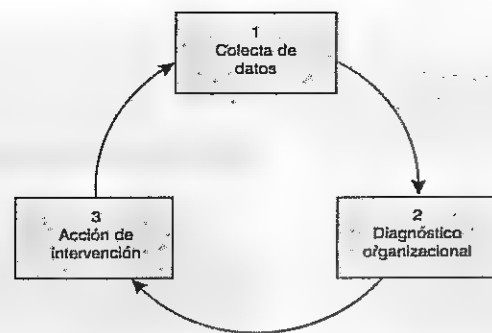 1
Colecta de
datos
3
Acción de
intervención
2
Diagnóstico
organizacional